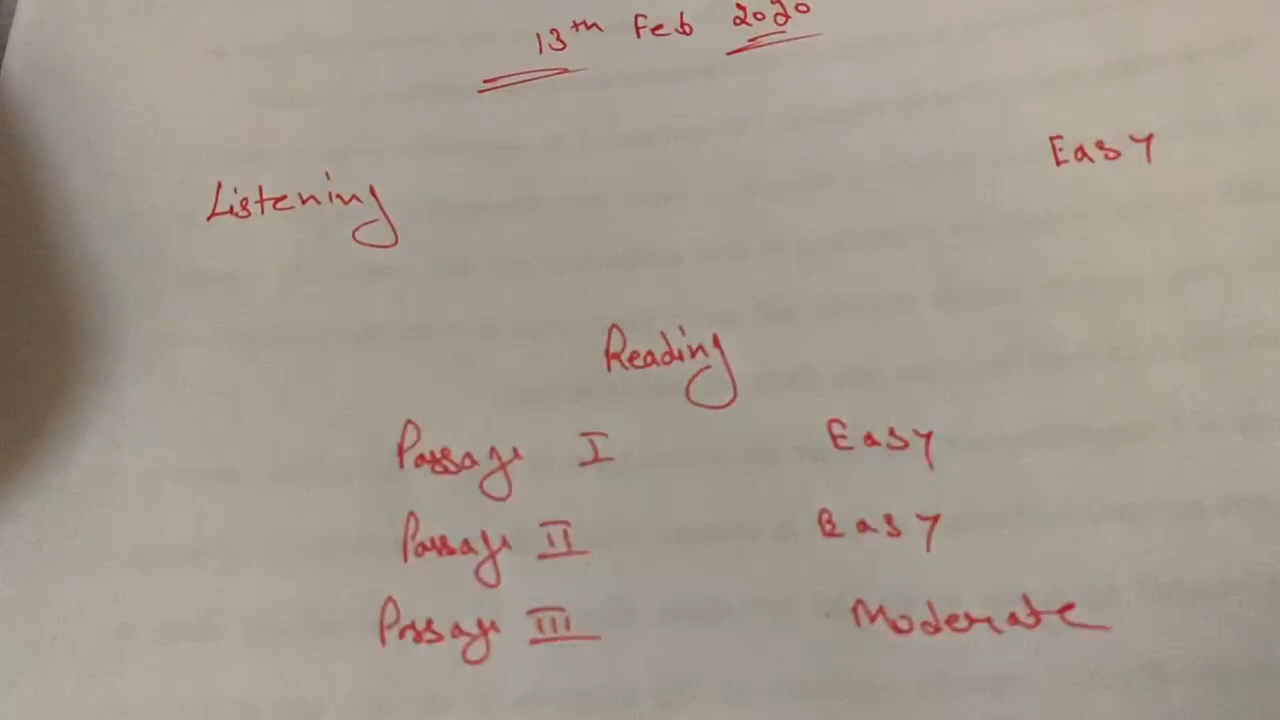 13th Feb 2020
Listening Easy
Reading
Passage I Easy
Passage II Easy
Passage III Moderate